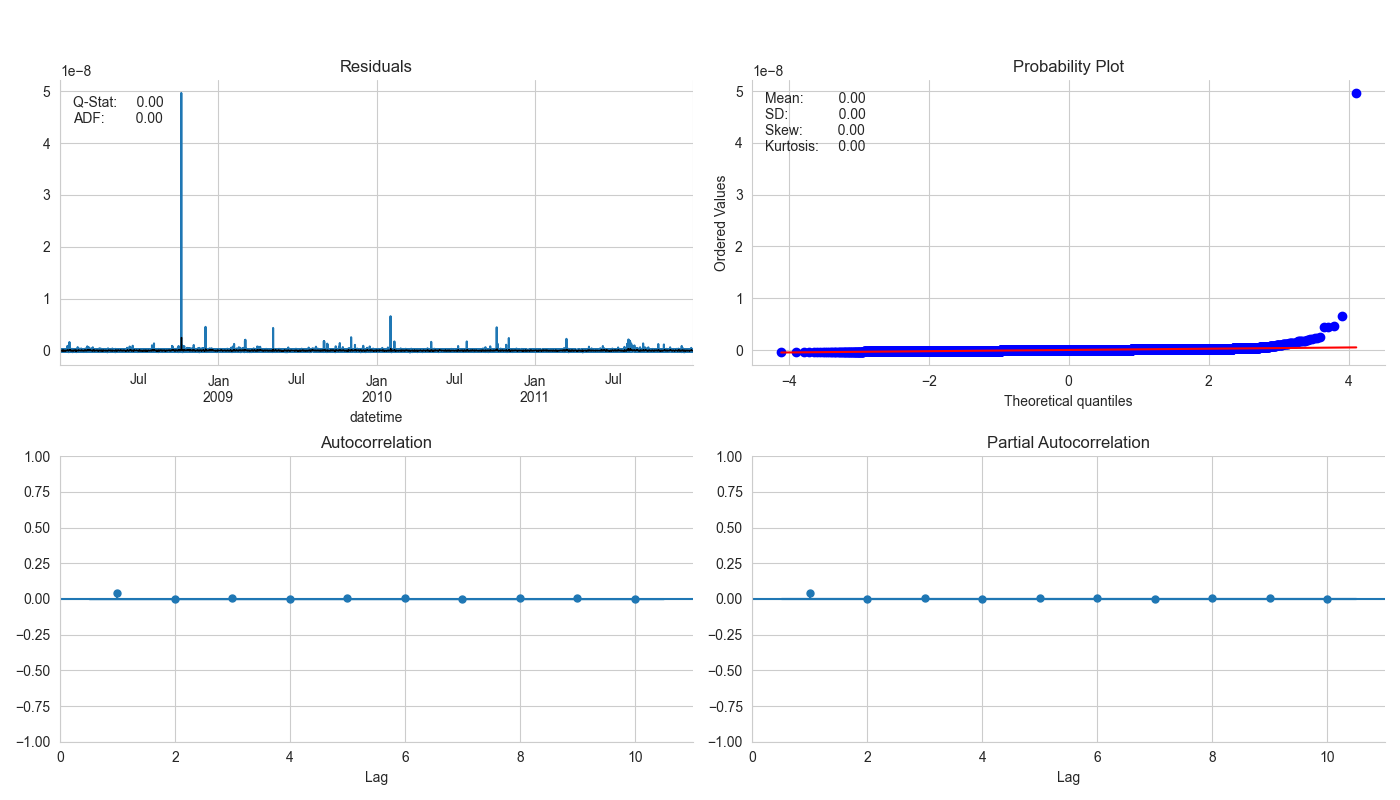 Residuals
1e−8
Q-Stat: 0.00
ADF: 0.00
5
4
3
2
1
0
Jul
Jan
2009
Jul
Jan
2010
Jul
Jan
2011
Jul
datetime
Probability Plot
1e−8
Mean: 0.00
SD: 0.00
Skew: 0.00
Kurtosis: 0.00
Ordered Values
5
4
3
2
1
0
−4 −2 0 2 4
Theoretical quantiles
Autocorrelation
1.00
0.75
0.50
0.25
0.00
−0.25
−0.50
−0.75
−1.00
0 2 4 6 8 10
Lag
Partial Autocorrelation
1.00
0.75
0.50
0.25
0.00
−0.25
−0.50
−0.75
−1.00
0 2 4 6 8 10
Lag